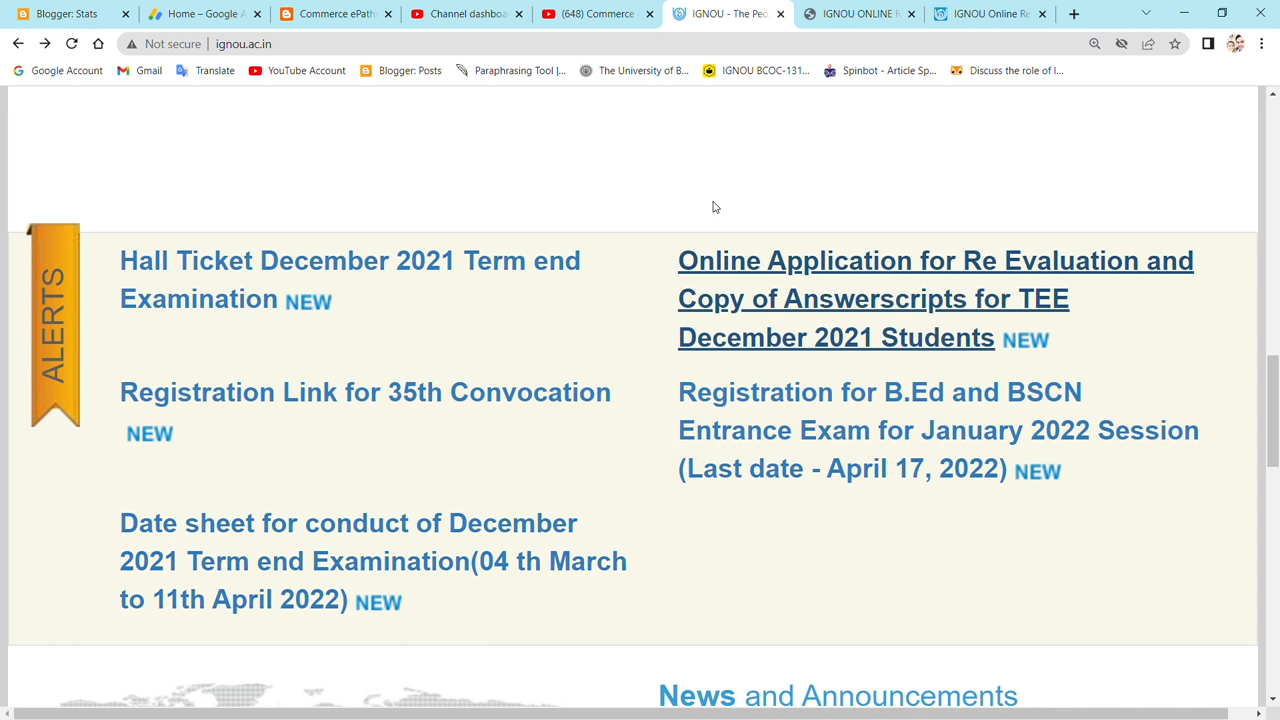 Blogger: Stats
Home – Google A
Commerce ePaths
Channel dashboa
(648) Commerce
IGNOU - The Peo
IGNOU ONLINE R
IGNOU Online Re
Not secure | ignou.ac.in
Google Account
Gmail
Translate
YouTube Account
Blogger: Posts
Paraphrasing Tool |...
The University of B...
IGNOU BCOC-131...
Spinbot - Article Sp...
Discuss the role of I...
ALERTS
Hall Ticket December 2021 Term end
Examination NEW
Online Application for Re Evaluation and
Copy of Answerscripts for TEE
December 2021 Students NEW
Registration Link for 35th Convocation
NEW
Registration for B.Ed and BSCN
Entrance Exam for January 2022 Session
(Last date - April 17, 2022) NEW
Date sheet for conduct of December
2021 Term end Examination(04 th March
to 11th April 2022) NEW
News and Announcements